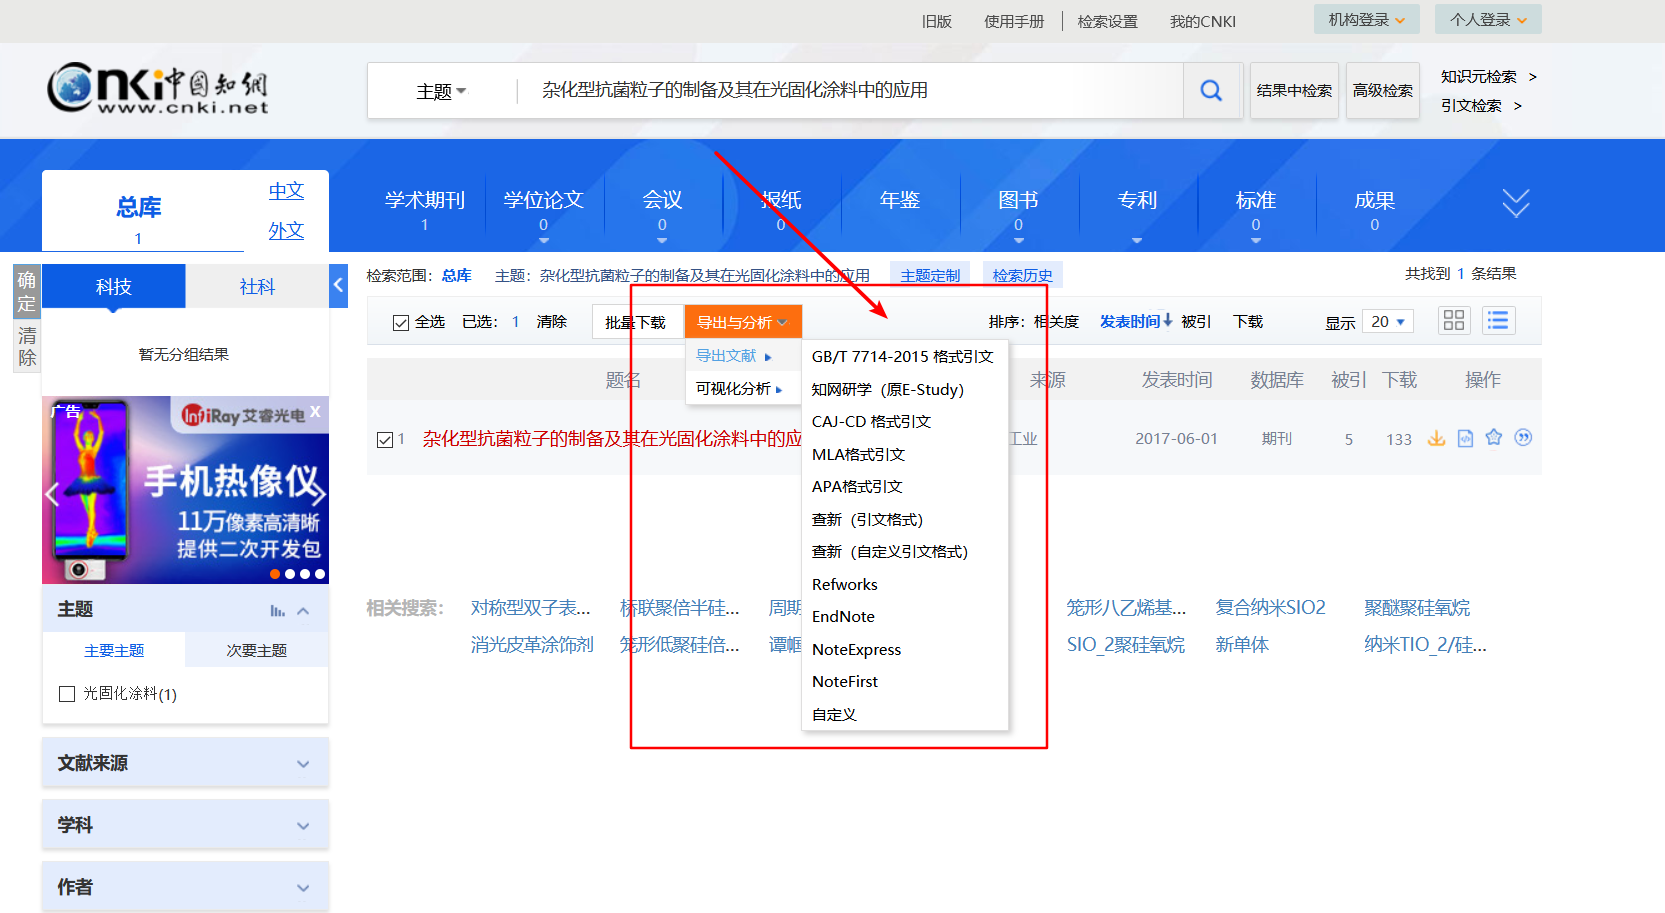 旧版 使用手册 检索设置 我的CNKI 机构登录 个人登录
cnki中国知網
www.cnki.net
主题 杂化型抗菌粒子的制备及其在光固化涂料中的应用
结果中检索 高级检索
知识元检索 >
引文检索 >
总库
1
中文
外文
学术期刊 学位论文 会议 报纸 年鉴 图书 专利 标准 成果
1 0 0 0 0 0 0
确定
清除
科技 社科
暂无分组结果
检索范围：总库 主题：杂化型抗菌粒子的制备及其在光固化涂料中的应用 主题定制 检索历史 共找到 1 条结果
全选 已选：1 清除 批量下载 导出与分析 排序：相关度 发表时间 被引 下载 显示 20
导出文献
可视化分析
GB/T 7714-2015 格式引文
知网研学（原E-Study）
CAJ-CD 格式引文
MLA格式引文
APA格式引文
查新（引文格式）
查新（自定义引文格式）
Refworks
EndNote
NoteExpress
NoteFirst
自定义
题名 来源 发表时间 数据库 被引 下载 操作
1 杂化型抗菌粒子的制备及其在光固化涂料中的应 工业 2017-06-01 期刊 5 133
广告
InfiRay艾睿光电 X
手机热像仪
11万像素高清晰
提供二次开发包
相关搜索： 对称型双子表... 桥联聚倍半硅... 周期 笼形八乙烯基... 复合纳米SIO2 聚醚聚硅氧烷
消光皮革涂饰剂 笼形低聚硅倍... 谭帼 SIO_2聚硅氧烷 新单体 纳米TIO_2/硅...
主题
主要主题 次要主题
光固化涂料(1)
文献来源
学科
作者